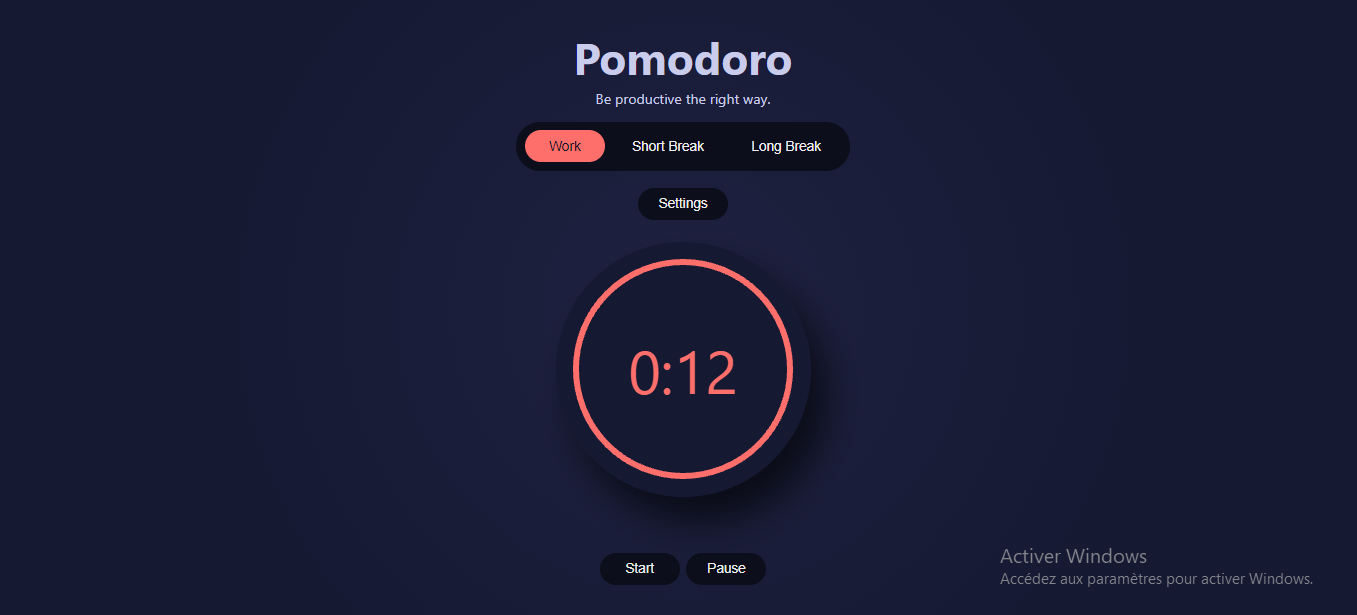 Pomodoro
Be productive the right way.
Work Short Break Long Break
Settings
0:12
Start Pause
Activer Windows
Accédez aux paramètres pour activer Windows.